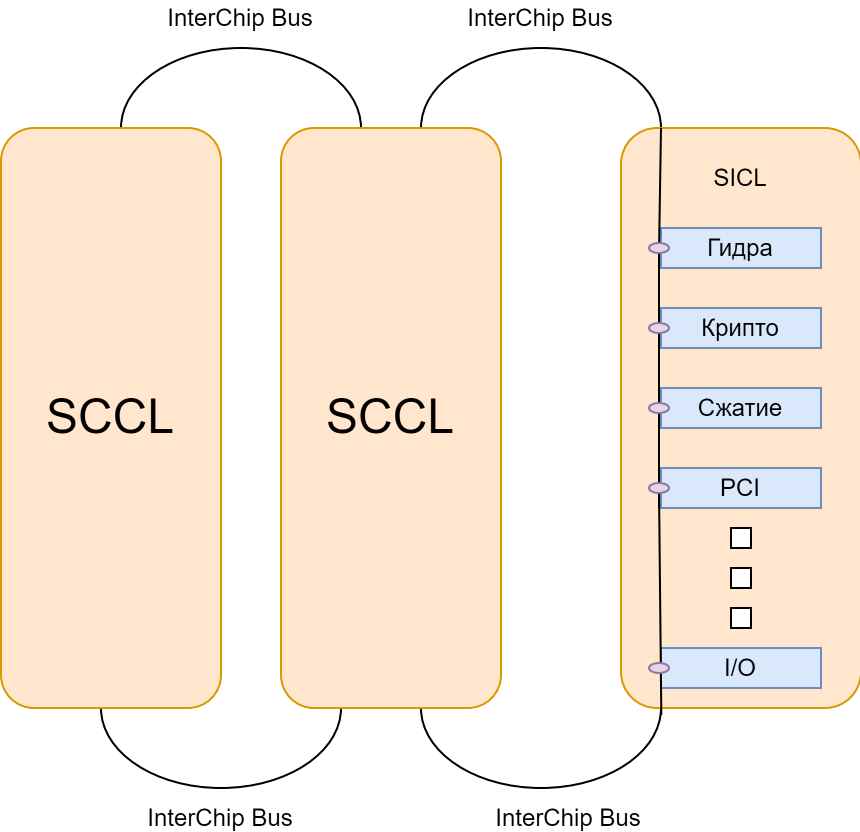 InterChip Bus
InterChip Bus
SICL
Гидра
Крипто
SCCL
SCCL
Сжатие
PCI
I/O
InterChip Bus
InterChip Bus